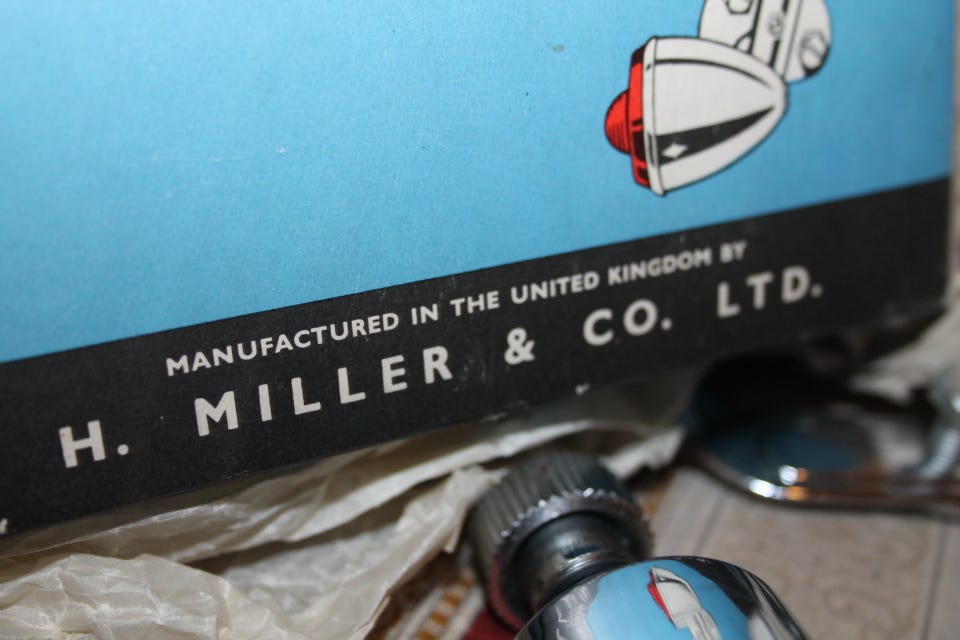 MANUFACTURED IN THE UNITED KINGDOM BY
H. MILLER & CO. LTD.